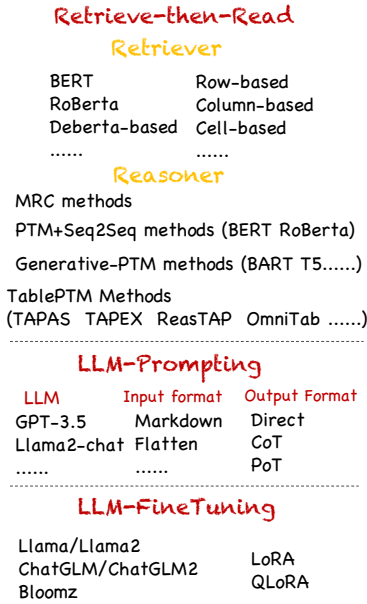 Retrieve-then-Read
Retriever
BERT Row-based
RoBerta Column-based
Deberta-based Cell-based
...... ......
Reasoner
MRC methods
PTM+Seq2Seq methods (BERT RoBerta)
Generative-PTM methods (BART T5......)
TablePTM Methods
(TAPAS TAPEX ReasTAP OmniTab ......)
LLM-Prompting
LLM Input format Output Format
GPT-3.5 Markdown Direct
Llama2-chat Flatten CoT
...... ...... PoT
LLM-FineTuning
Llama/Llama2
ChatGLM/ChatGLM2 LoRA
Bloomz QLoRA